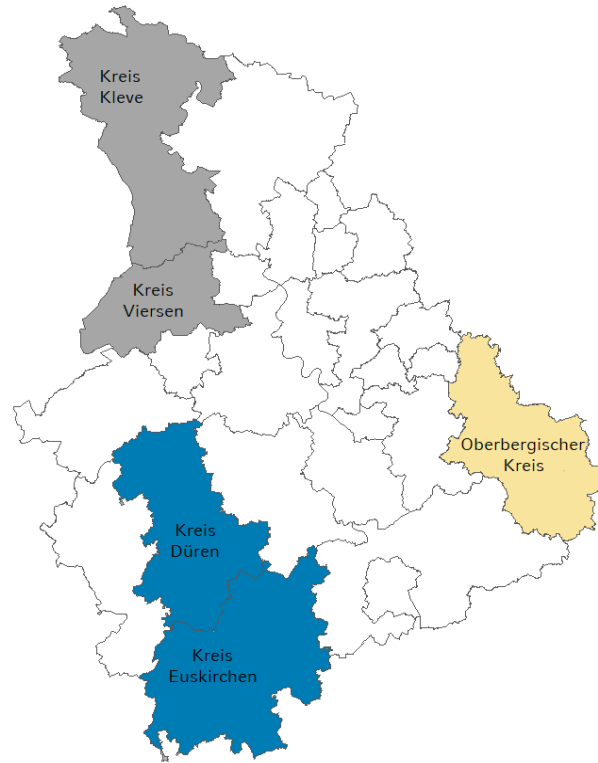 Kreis
Kleve
Kreis
Viersen
Oberbergischer
Kreis
Kreis
Düren
Kreis
Euskirchen